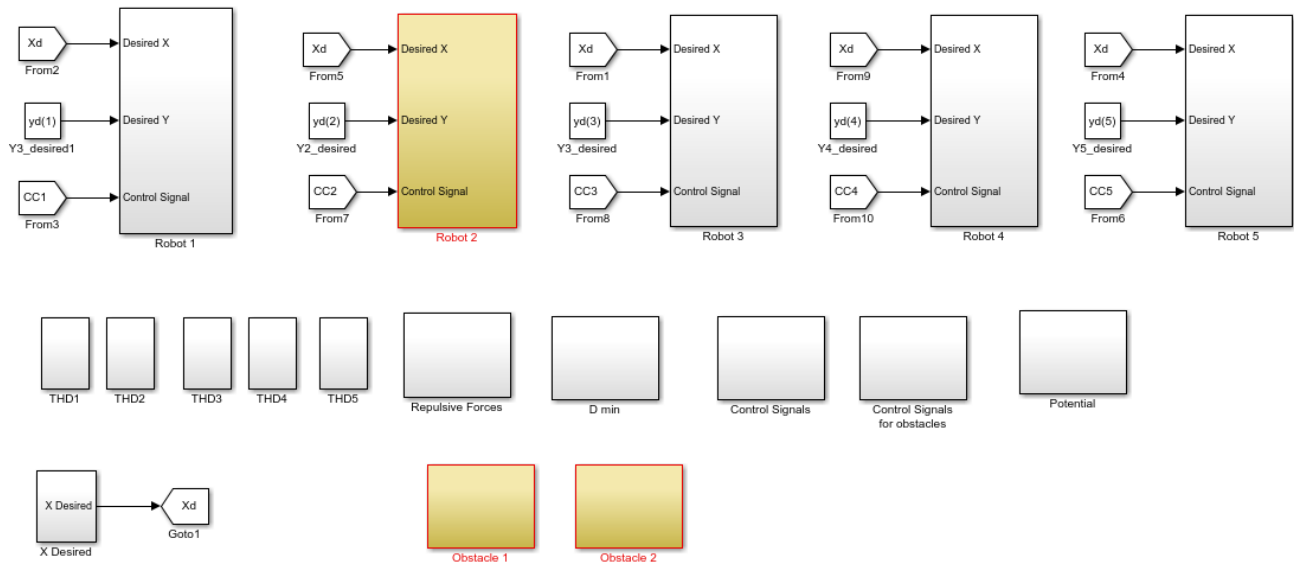 Xd
From2
yd(1)
Y3_desired1
CC1
From3
Desired X
Desired Y
Control Signal
Robot 1
Xd
From5
yd(2)
Y2_desired
CC2
From7
Desired X
Desired Y
Control Signal
Robot 2
Xd
From1
yd(3)
Y3_desired
CC3
From8
Desired X
Desired Y
Control Signal
Robot 3
Xd
From9
yd(4)
Y4_desired
CC4
From10
Desired X
Desired Y
Control Signal
Robot 4
Xd
From4
yd(5)
Y5_desired
CC5
From6
Desired X
Desired Y
Control Signal
Robot 5
THD1
THD2
THD3
THD4
THD5
Repulsive Forces
D min
Control Signals
Control Signals
for obstacles
Potential
X Desired
X Desired
Xd
Goto1
Obstacle 1
Obstacle 2